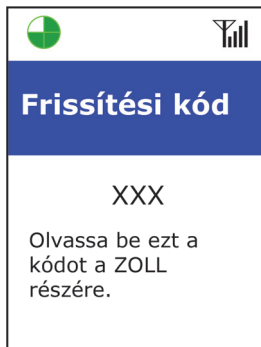 Frissítési kód
XXX
Olvassa be ezt a
kódot a ZOLL
részére.